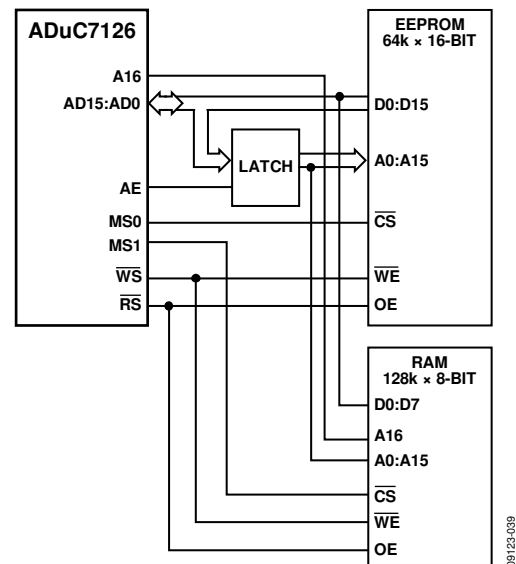 ADuC7126
A16
AD15:AD0
AE
MS0
MS1
WS
RS
LATCH
EEPROM
64k × 16-BIT
D0:D15
A0:A15
CS
WE
OE
RAM
128k × 8-BIT
D0:D7
A16
A0:A15
CS
WE
OE
09123-039